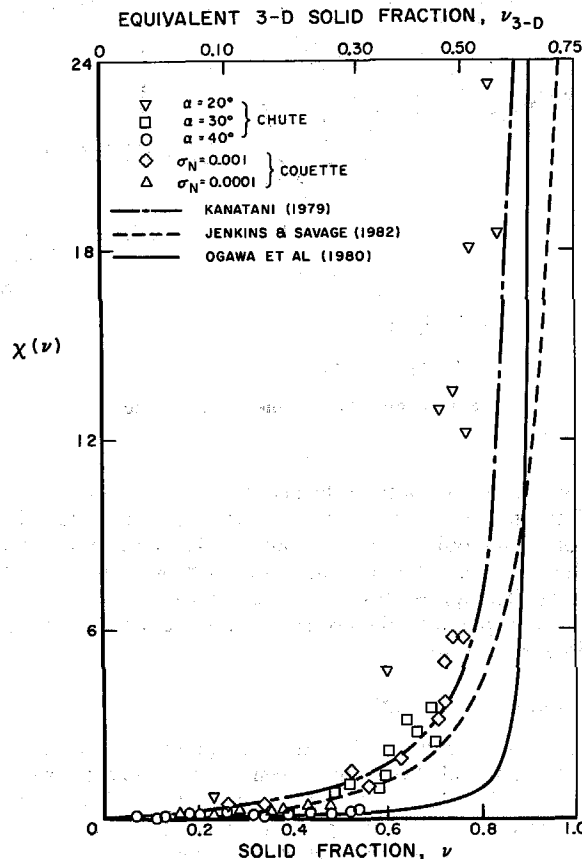 EQUIVALENT 3-D SOLID FRACTION, ν3-D
0 0,10 0,30 0,50 0,75
24
18
12
6
0
χ(ν)
▽ α = 20°
□ α = 30° } CHUTE
○ α = 40°
◇ σN = 0.001
△ σN = 0.0001 } COUETTE
KANATANI (1979)
JENKINS & SAVAGE (1982)
OGAWA ET AL (1980)
0,2 0.4 0.6 0.8 1.0
SOLID FRACTION, ν